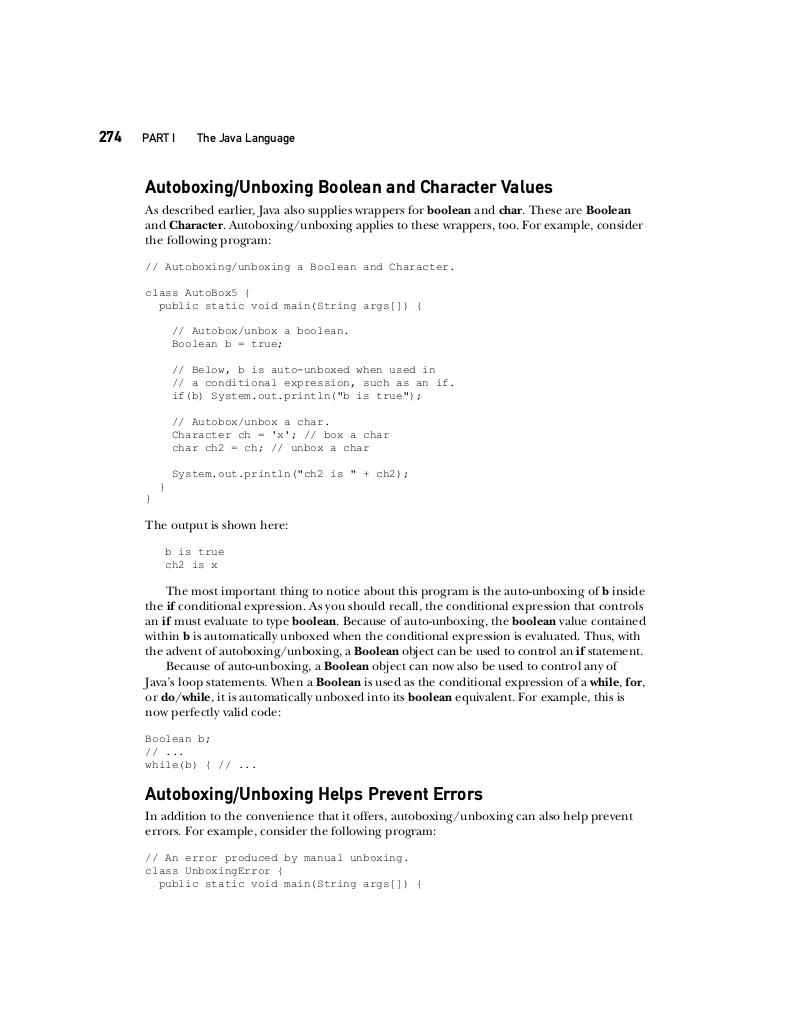 274 PART I The Java Language
Autoboxing/Unboxing Boolean and Character Values
As described earlier, Java also supplies wrappers for boolean and char. These are Boolean
and Character. Autoboxing/unboxing applies to these wrappers, too. For example, consider
the following program:
// Autoboxing/unboxing a Boolean and Character.
class AutoBox5 {
  public static void main(String args[]) {
    // Autobox/unbox a boolean.
    Boolean b = true;
    // Below, b is auto-unboxed when used in
    // a conditional expression, such as an if.
    if(b) System.out.println("b is true");
    // Autobox/unbox a char.
    Character ch = 'x'; // box a char
    char ch2 = ch; // unbox a char
    System.out.println("ch2 is " + ch2);
  }
}
The output is shown here:
b is true
ch2 is x
The most important thing to notice about this program is the auto-unboxing of b inside
the if conditional expression. As you should recall, the conditional expression that controls
an if must evaluate to type boolean. Because of auto-unboxing, the boolean value contained
within b is automatically unboxed when the conditional expression is evaluated. Thus, with
the advent of autoboxing/unboxing, a Boolean object can be used to control an if statement.
Because of auto-unboxing, a Boolean object can now also be used to control any of
Java's loop statements. When a Boolean is used as the conditional expression of a while, for,
or do/while, it is automatically unboxed into its boolean equivalent. For example, this is
now perfectly valid code:
Boolean b;
// ...
while(b) { // ...
Autoboxing/Unboxing Helps Prevent Errors
In addition to the convenience that it offers, autoboxing/unboxing can also help prevent
errors. For example, consider the following program:
// An error produced by manual unboxing.
class UnboxingError {
  public static void main(String args[]) {